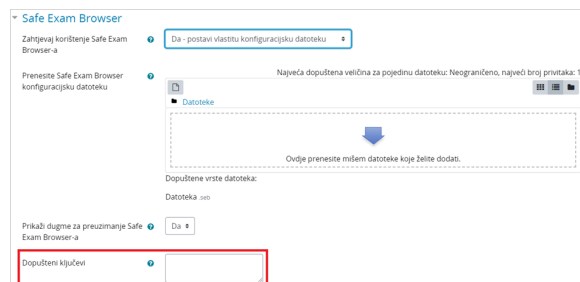 Safe Exam Browser
Zahtjevaj korištenje Safe Exam
Browser-a
Da - postavi vlastitu konfiguracijsku datoteku
Prenesite Safe Exam Browser
konfiguracijsku datoteku
Najveća dopuštena veličina za pojedinu datoteku: Neograničeno, najveći broj privitaka: 1
Datoteke
Ovdje prenesite mišem datoteke koje želite dodati.
Dopuštene vrste datoteka:
Datoteka .seb
Prikaži dugme za preuzimanje Safe
Exam Browser-a
Da
Dopušteni ključevi